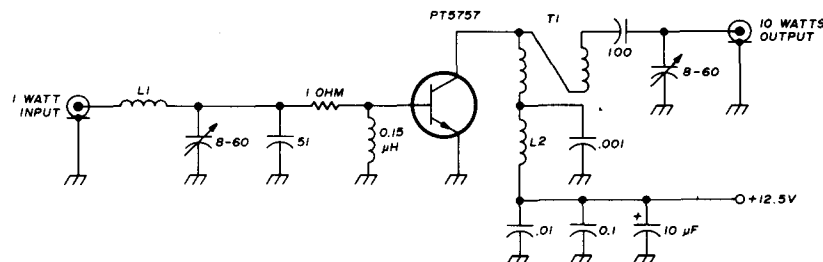 PT5757
T1
10 WATTS
OUTPUT
100
8-60
1 WATT
INPUT
L1
1 OHM
8-60
51
0.15
μH
L2
.001
+12.5V
.01
0.1
+
10 μF